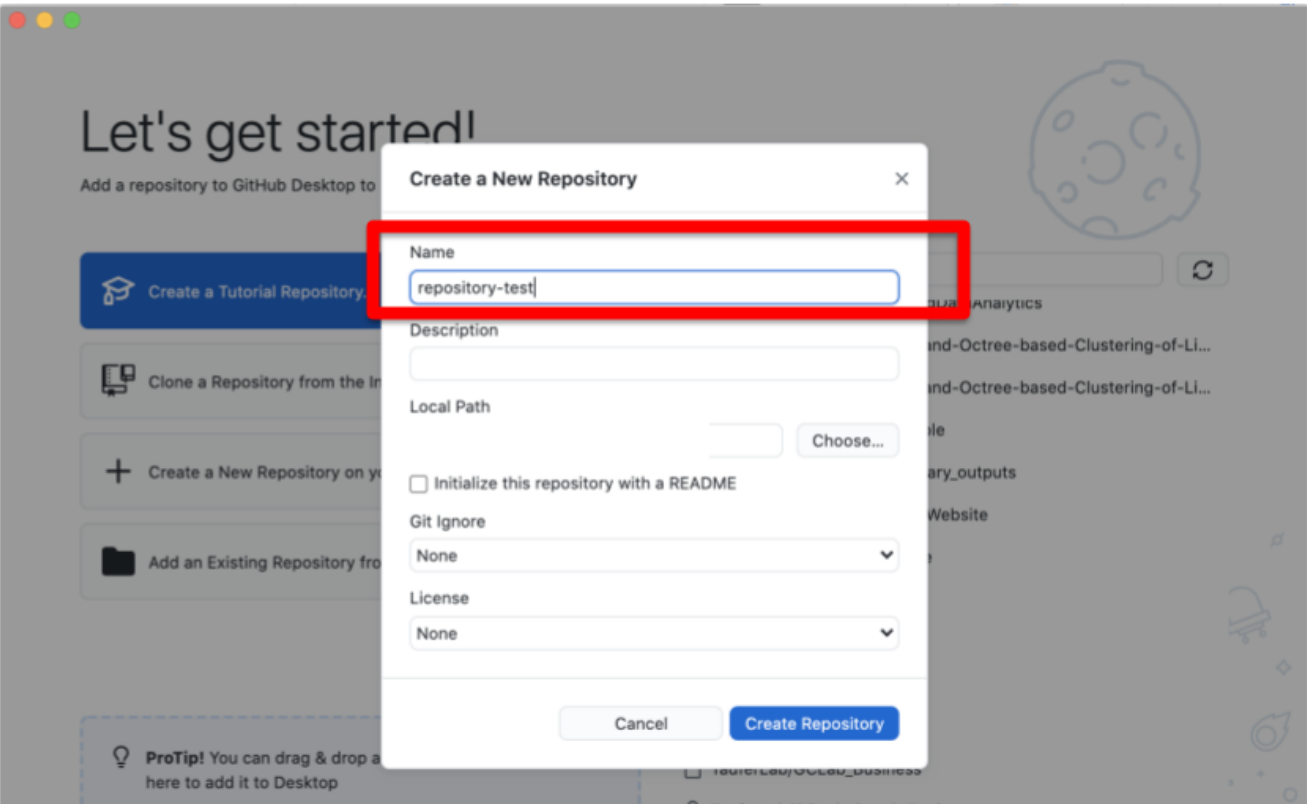 Let's get started!
Add a repository to GitHub Desktop to
Create a New Repository
Name
repository-test
Description
Local Path
Choose...
Initialize this repository with a README
Git Ignore
None
License
None
Cancel
Create Repository
Create a Tutorial Repository.
Clone a Repository from the In
Create a New Repository on yo
Add an Existing Repository fro
ProTip! You can drag & drop a
here to add it to Desktop
and-Octree-based-Clustering-of-Li...
and-Octree-based-Clustering-of-Li...
ary_outputs
Website
TauferLab/GCLab_Business